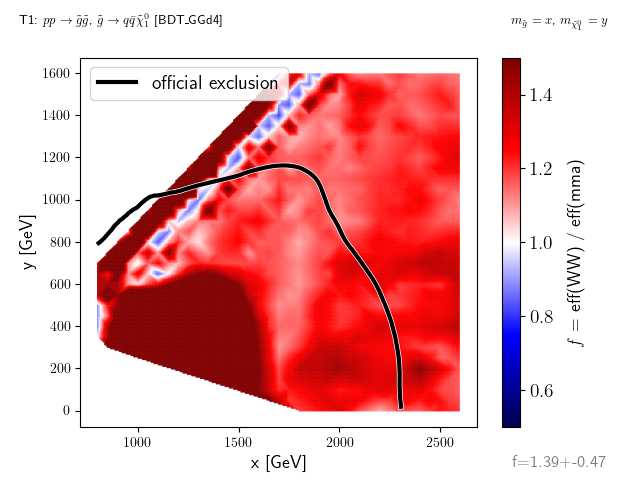 T1: pp → g̃g̃, g̃ → qq̄χ̃₁⁰ [BDT_GGd4]
m_g̃ = x, m_χ̃₁⁰ = y
official exclusion
y [GeV]
1600
1400
1200
1000
800
600
400
200
0
1000 1500 2000 2500
x [GeV]
1.4
1.2
1.0
0.8
0.6
f = eff(WW) / eff(mma)
f=1.39+-0.47